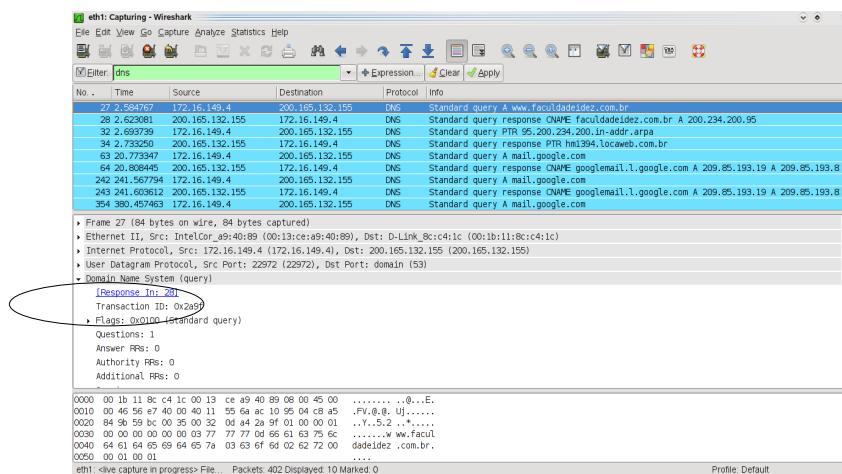 eth1: Capturing - Wireshark
File Edit View Go Capture Analyze Statistics Help
Filter: dns Expression... Clear Apply
No. . Time Source Destination Protocol Info
27 2.584767 172.16.149.4 200.165.132.155 DNS Standard query A www.faculdadeidez.com.br
28 2.623081 200.165.132.155 172.16.149.4 DNS Standard query response CNAME faculdadeidez.com.br A 200.234.200.95
32 2.693739 172.16.149.4 200.165.132.155 DNS Standard query PTR 95.200.234.200.in-addr.arpa
34 2.733250 200.165.132.155 172.16.149.4 DNS Standard query response PTR hm1394.locaweb.com.br
63 20.773347 172.16.149.4 200.165.132.155 DNS Standard query A mail.google.com
64 20.808445 200.165.132.155 172.16.149.4 DNS Standard query response CNAME googlemail.l.google.com A 209.85.193.19 A 209.85.193.8
242 241.567794 172.16.149.4 200.165.132.155 DNS Standard query A mail.google.com
243 241.603612 200.165.132.155 172.16.149.4 DNS Standard query response CNAME googlemail.l.google.com A 209.85.193.19 A 209.85.193.8
354 380.457463 172.16.149.4 200.165.132.155 DNS Standard query A mail.google.com
Frame 27 (84 bytes on wire, 84 bytes captured)
Ethernet II, Src: IntelCor_a9:40:89 (00:13:ce:a9:40:89), Dst: D-Link_8c:c4:1c (00:1b:11:8c:c4:1c)
Internet Protocol, Src: 172.16.149.4 (172.16.149.4), Dst: 200.165.132.155 (200.165.132.155)
User Datagram Protocol, Src Port: 22972 (22972), Dst Port: domain (53)
Domain Name System (query)
[Response In: 28]
Transaction ID: 0x2a9f
Flags: 0x0100 (Standard query)
Questions: 1
Answer RRs: 0
Authority RRs: 0
Additional RRs: 0
0000 00 1b 11 8c c4 1c 00 13 ce a9 40 89 08 00 45 00 ........ ..@...E.
0010 00 46 56 e7 40 00 40 11 55 6a ac 10 95 04 c8 a5 .FV.@.@. Uj......
0020 84 9b 59 bc 00 35 00 32 0d a4 2a 9f 01 00 00 01 ..Y..5.2 ..*.....
0030 00 00 00 00 00 00 03 77 77 77 0d 66 61 63 75 6c .......w ww.facul
0040 64 61 64 65 69 64 65 7a 03 63 6f 6d 02 62 72 00 dadeidez .com.br.
0050 00 01 00 01 ....
eth1: <live capture in progress> File... Packets: 402 Displayed: 10 Marked: 0 Profile: Default